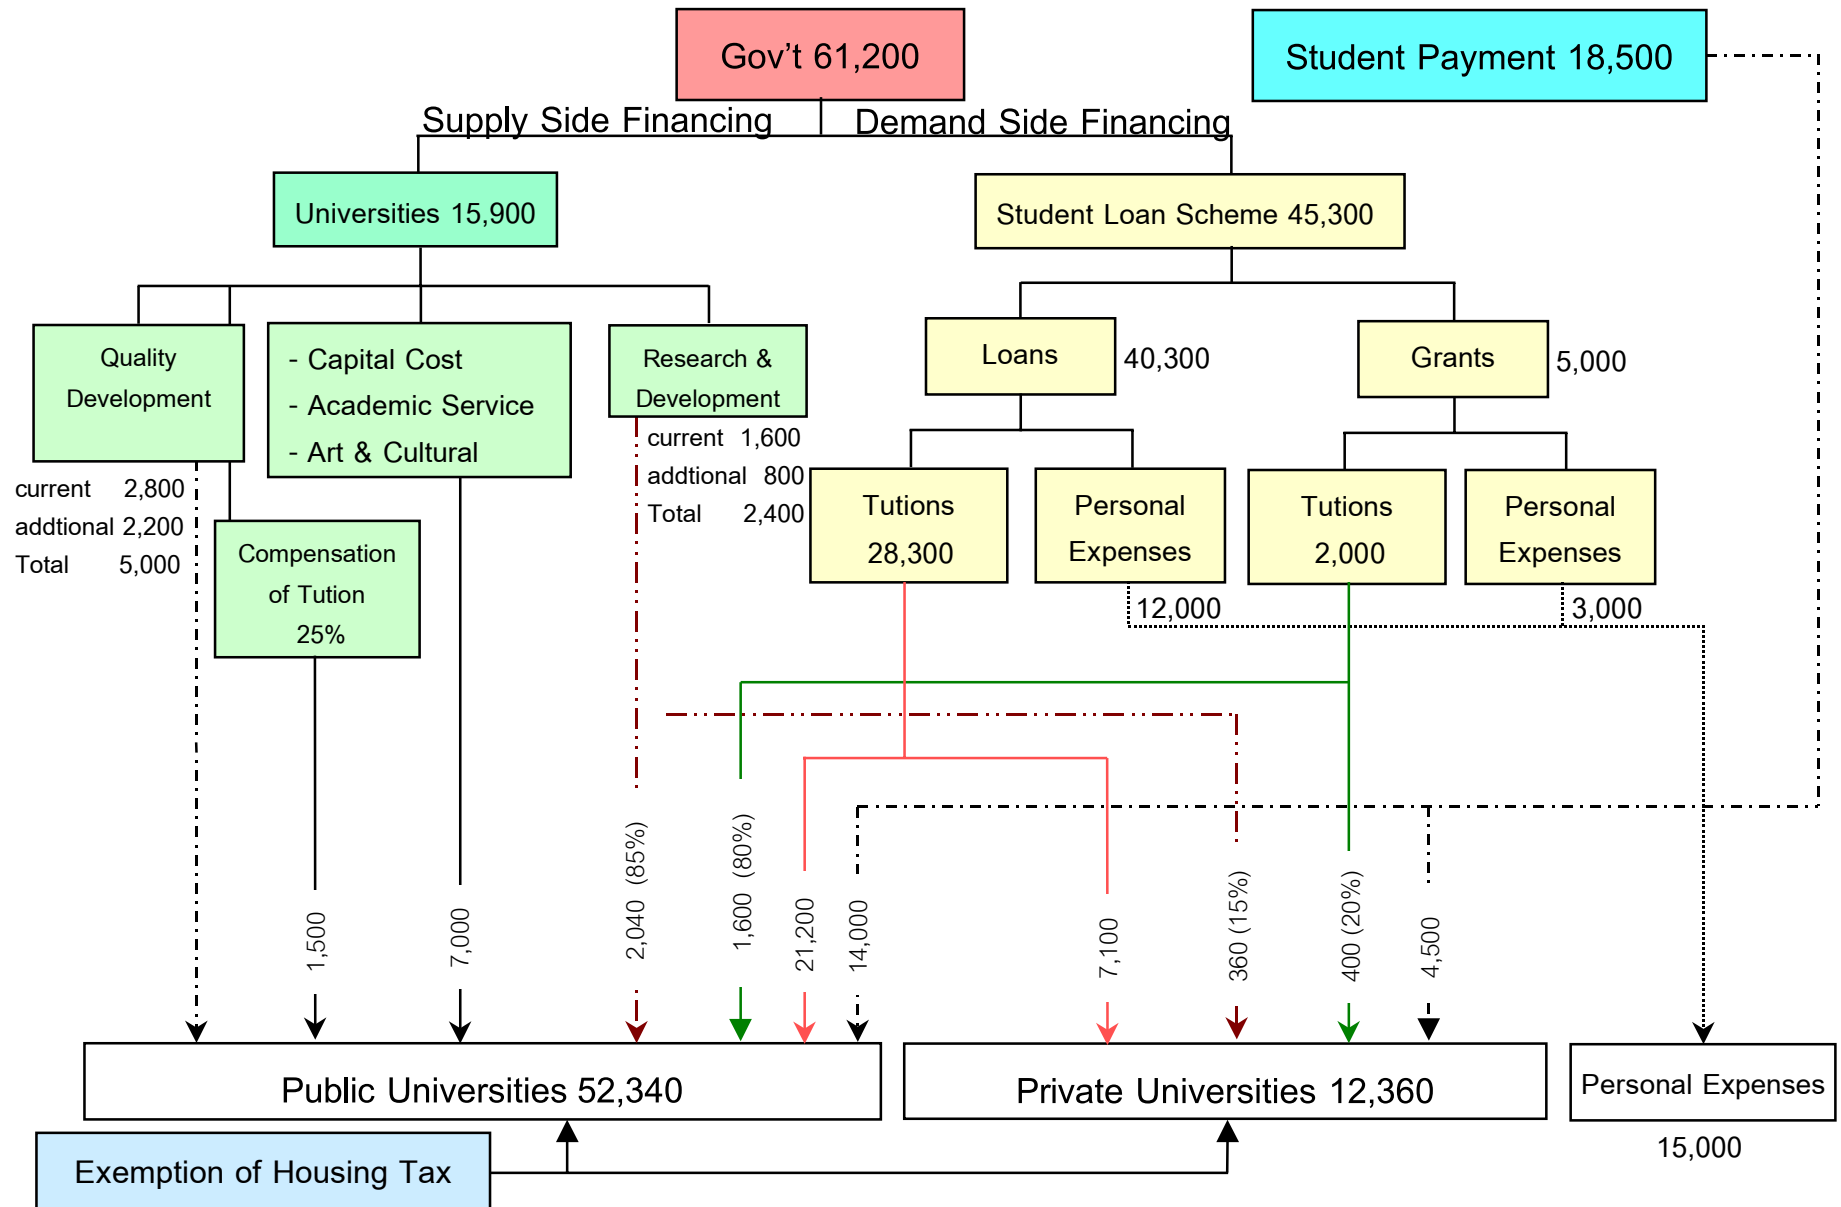 Gov't 61,200
Student Payment 18,500
Supply Side Financing
Demand Side Financing
Universities 15,900
Student Loan Scheme 45,300
Quality
Development
- Capital Cost
- Academic Service
- Art & Cultural
Research &
Development
Loans
40,300
Grants
5,000
current 1,600
addtional 800
Total 2,400
current 2,800
addtional 2,200
Total 5,000
Compensation
of Tution
25%
Tutions
28,300
Personal
Expenses
12,000
Tutions
2,000
Personal
Expenses
3,000
1,500
7,000
2,040 (85%)
1,600 (80%)
21,200
14,000
7,100
360 (15%)
400 (20%)
4,500
Public Universities 52,340
Private Universities 12,360
Personal Expenses
15,000
Exemption of Housing Tax